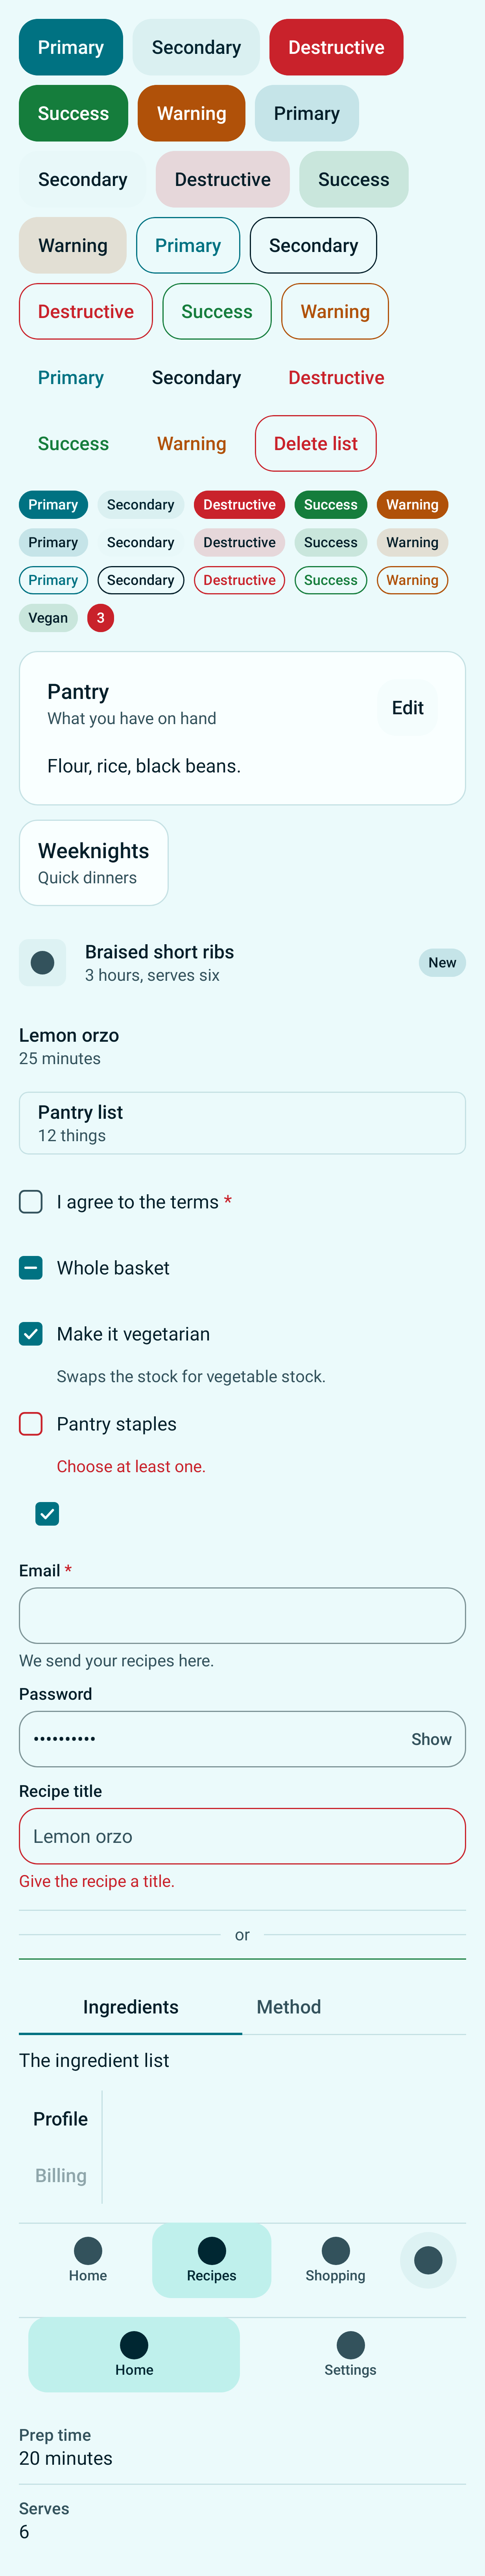 Primary Secondary Destructive
Success Warning Primary
Secondary Destructive Success
Warning Primary Secondary
Destructive Success Warning
Primary Secondary Destructive
Success Warning Delete list
Primary Secondary Destructive Success Warning
Primary Secondary Destructive Success Warning
Primary Secondary Destructive Success Warning
Vegan 3
Pantry
What you have on hand
Edit
Flour, rice, black beans.
Weeknights
Quick dinners
Braised short ribs
3 hours, serves six
New
Lemon orzo
25 minutes
Pantry list
12 things
I agree to the terms *
Whole basket
Make it vegetarian
Swaps the stock for vegetable stock.
Pantry staples
Choose at least one.
Email *
We send your recipes here.
Password
•••••••••• Show
Recipe title
Lemon orzo
Give the recipe a title.
or
Ingredients Method
The ingredient list
Profile
Billing
Home Recipes Shopping
Home Settings
Prep time
20 minutes
Serves
6